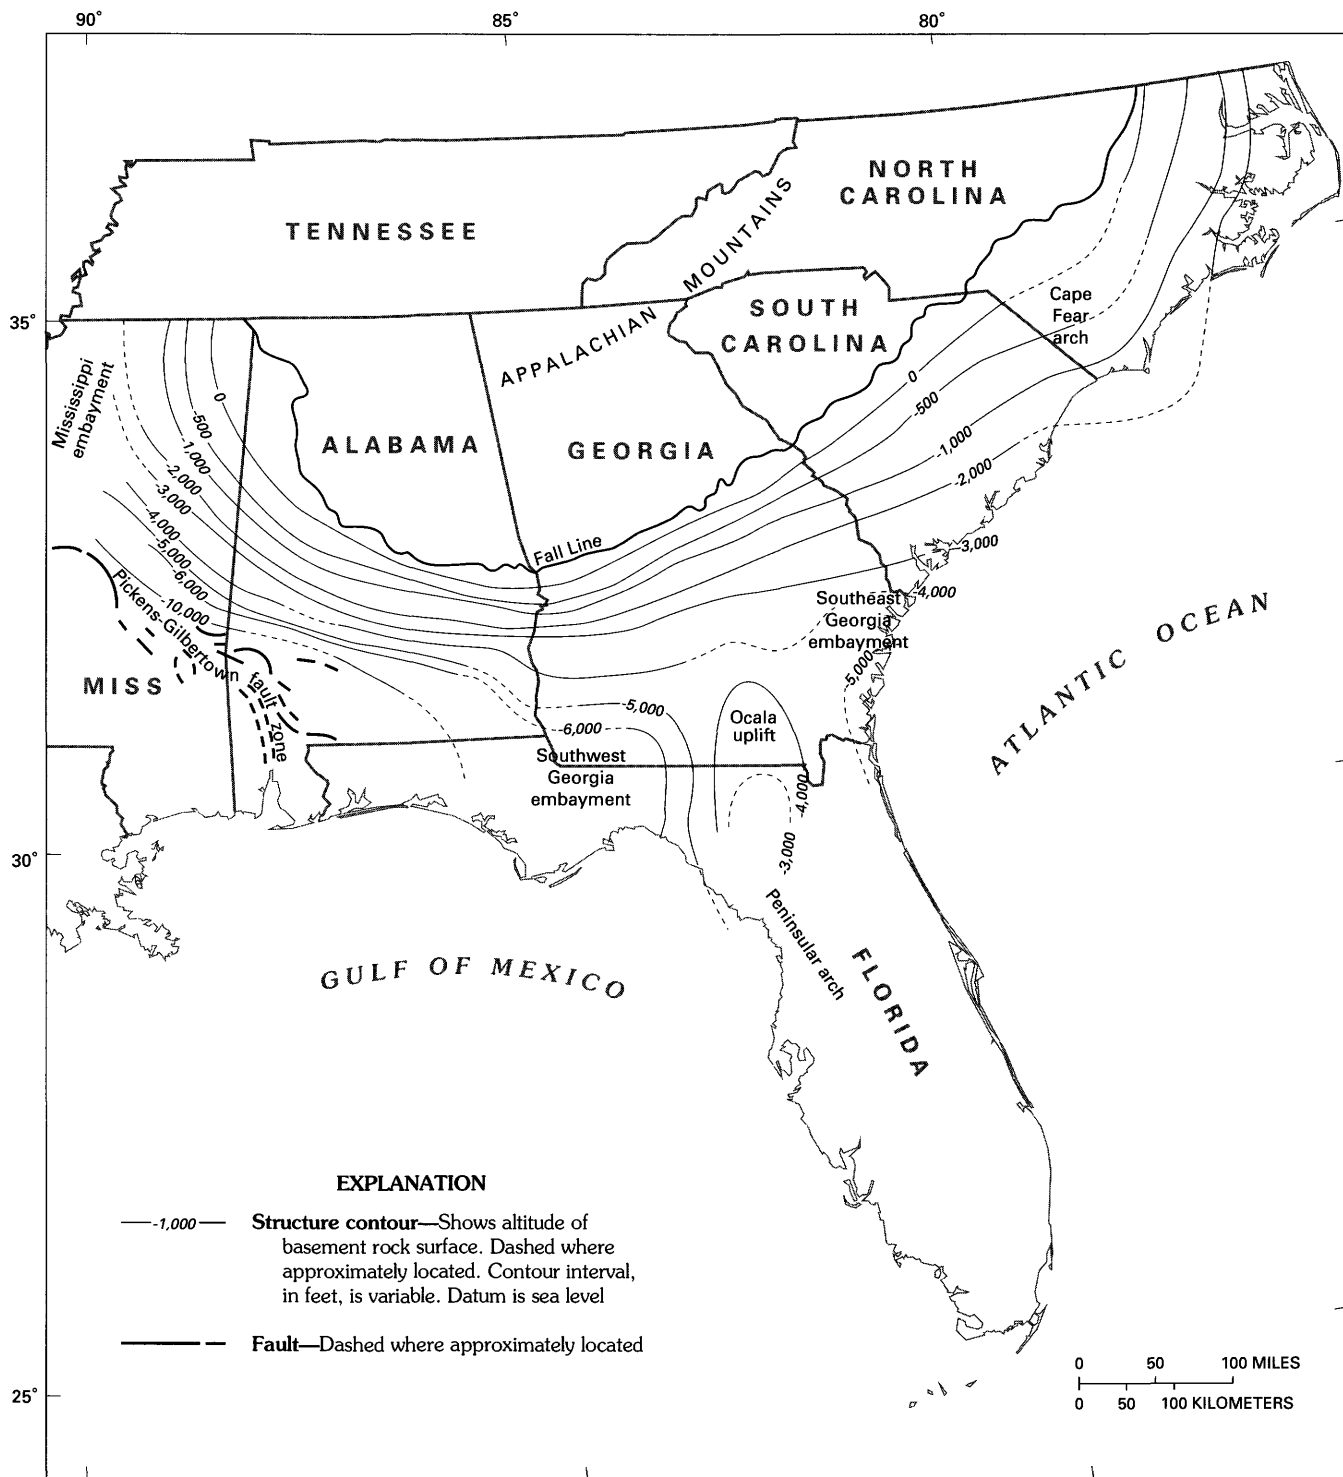 90°
85°
80°
NORTH
CAROLINA
TENNESSEE
MOUNTAINS
APPALACHIAN
SOUTH
CAROLINA
Cape
Fear
arch
35°
Mississippi
embayment
ALABAMA
GEORGIA
0
-500
-1,000
-2,000
-3,000
-4,000
-5,000
-6,000
-10,000
0
-500
-1,000
-2,000
-3,000
-4,000
-5,000
Fall Line
Pickens-Gilbertown fault zone
MISS
Southeast
Georgia
embayment
ATLANTIC OCEAN
-5,000
-6,000
Ocala
uplift
Southwest
Georgia
embayment
-4,000
-3,000
30°
Peninsular arch
FLORIDA
GULF OF MEXICO
EXPLANATION
-1,000
Structure contour—Shows altitude of
basement rock surface. Dashed where
approximately located. Contour interval,
in feet, is variable. Datum is sea level
Fault—Dashed where approximately located
0 50 100 MILES
0 50 100 KILOMETERS
25°